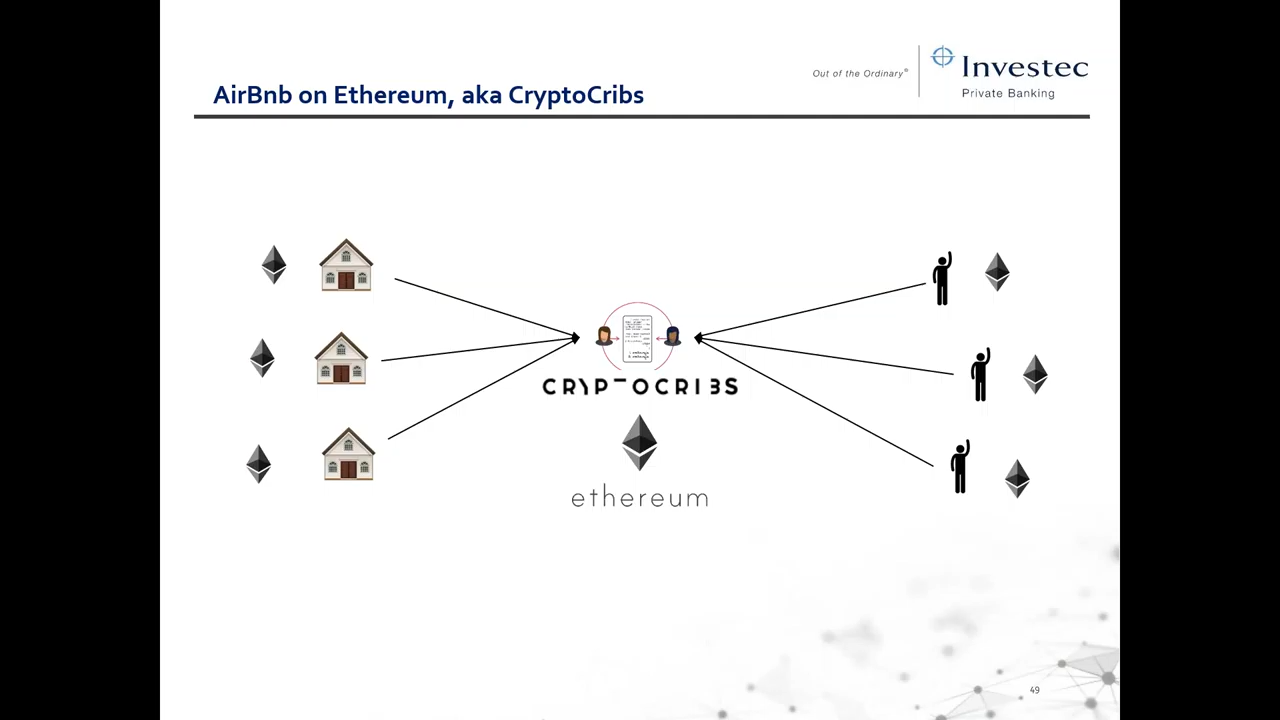 Out of the Ordinary®
Investec
Private Banking
AirBnb on Ethereum, aka CryptoCribs
CRYPTOCRIBS
ethereum
49